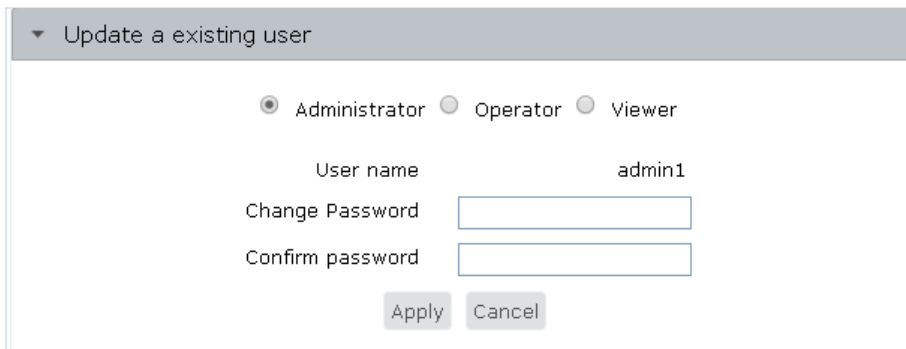 Update a existing user
Administrator Operator Viewer
User name admin1
Change Password
Confirm password
Apply Cancel